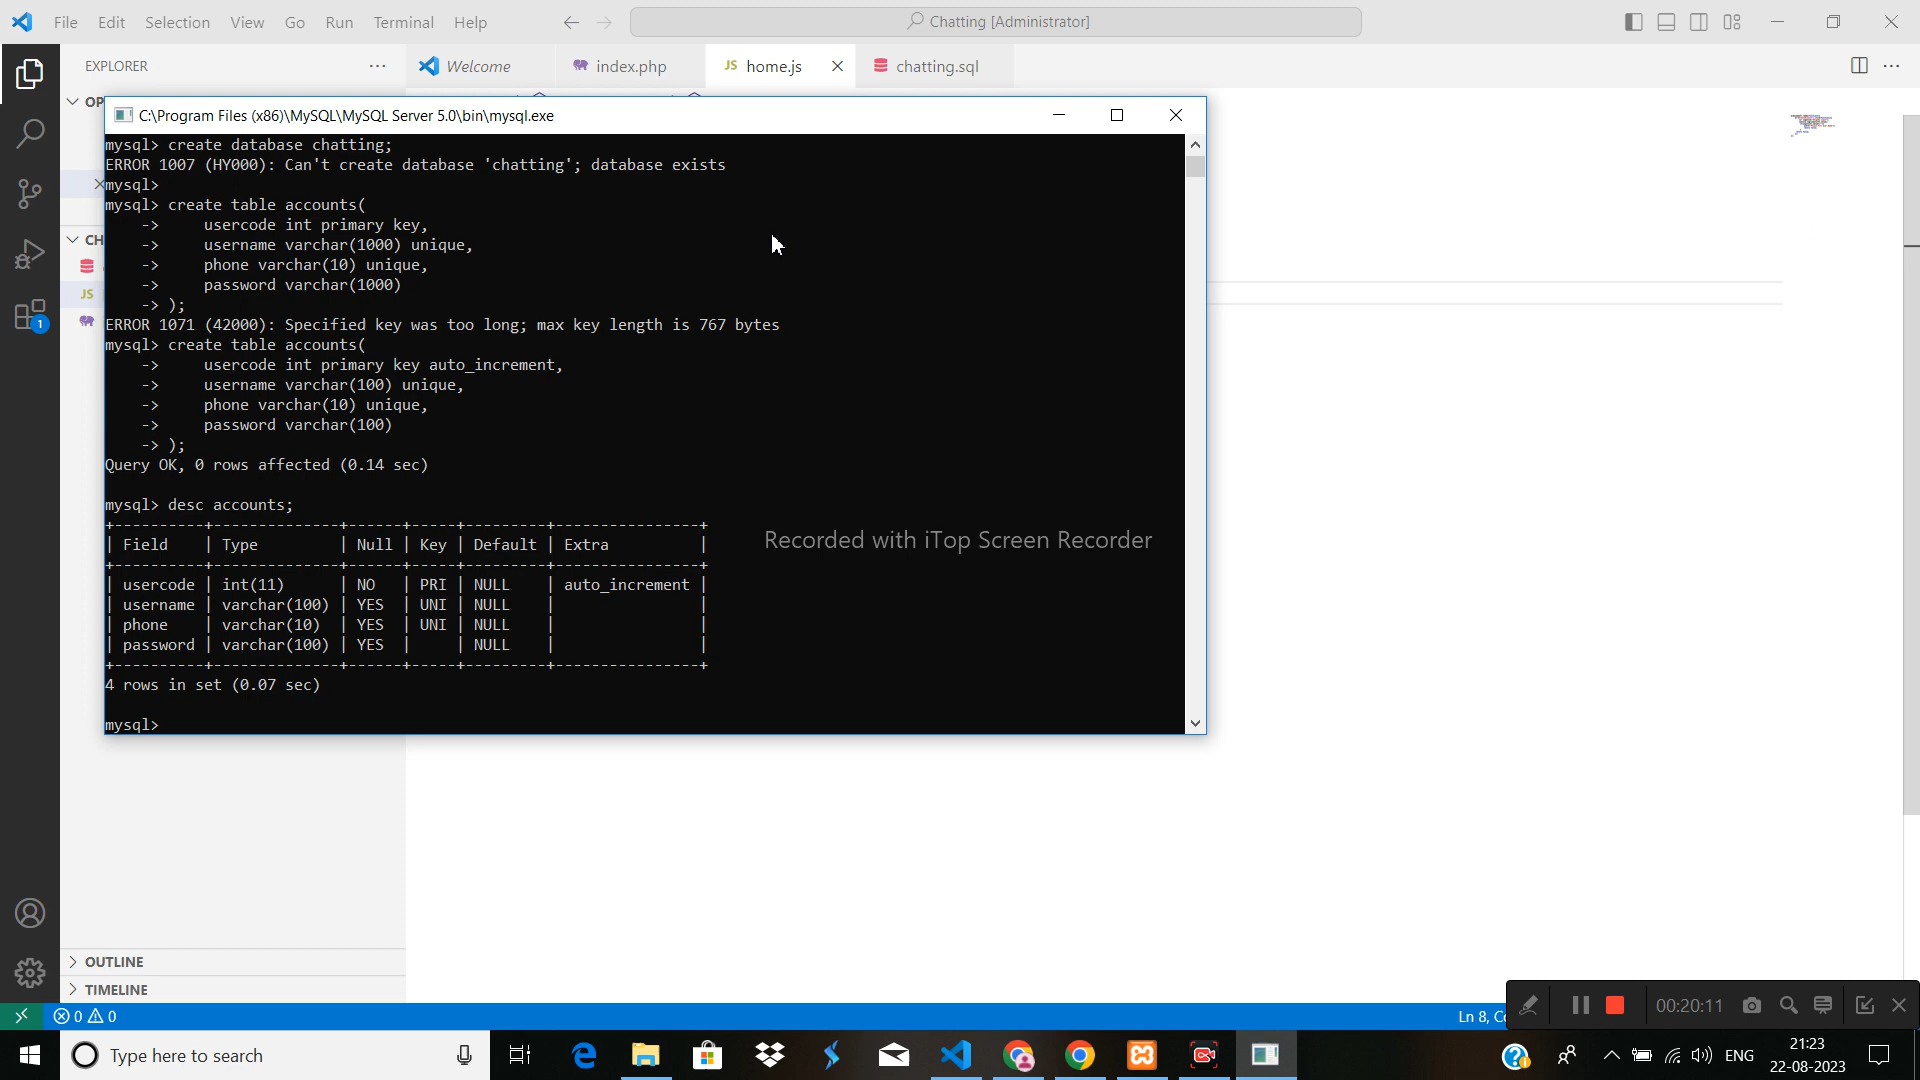 File Edit Selection View Go Run Terminal Help
Chatting [Administrator]
EXPLORER
Welcome
index.php
JS home.js
chatting.sql
OP
CH
JS
1
C:\Program Files (x86)\MySQL\MySQL Server 5.0\bin\mysql.exe
mysql> create database chatting;
ERROR 1007 (HY000): Can't create database 'chatting'; database exists
mysql>
mysql> create table accounts(
-> usercode int primary key,
-> username varchar(1000) unique,
-> phone varchar(10) unique,
-> password varchar(1000)
-> );
ERROR 1071 (42000): Specified key was too long; max key length is 767 bytes
mysql> create table accounts(
-> usercode int primary key auto_increment,
-> username varchar(100) unique,
-> phone varchar(10) unique,
-> password varchar(100)
-> );
Query OK, 0 rows affected (0.14 sec)
mysql> desc accounts;
+----------+--------------+------+-----+---------+----------------+
| Field | Type | Null | Key | Default | Extra |
+----------+--------------+------+-----+---------+----------------+
| usercode | int(11) | NO | PRI | NULL | auto_increment |
| username | varchar(100) | YES | UNI | NULL | |
| phone | varchar(10) | YES | UNI | NULL | |
| password | varchar(100) | YES | | NULL | |
+----------+--------------+------+-----+---------+----------------+
4 rows in set (0.07 sec)
mysql>
Recorded with iTop Screen Recorder
OUTLINE
TIMELINE
0 0
Ln 8, Co
00:20:11
Type here to search
ENG
21:23
22-08-2023